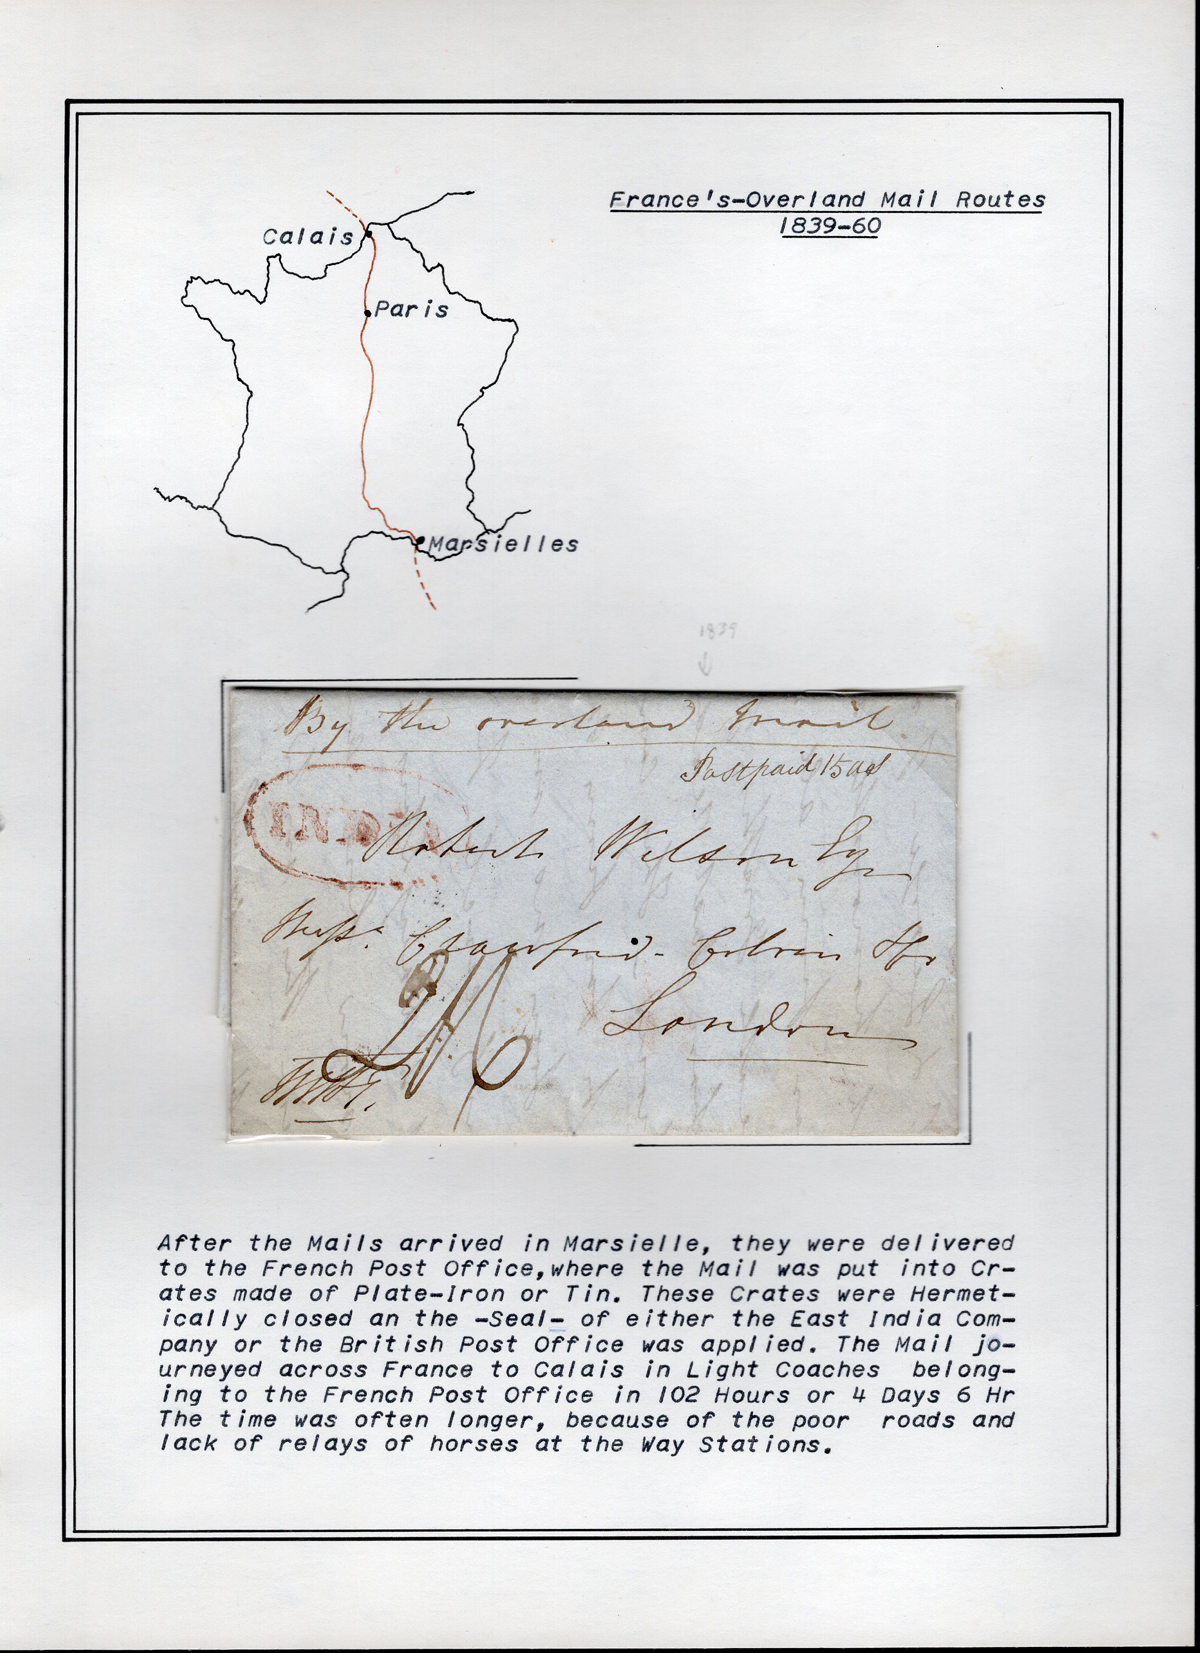 France's-Overland Mail Routes
1839-60
Calais
Paris
Marsielles
1839
By the overland mail.
Postpaid 15
INDIA
Robert Wilson Esq
Messrs Crawford - Colvin & Co
London
After the Mails arrived in Marsielle, they were delivered
to the French Post Office,where the Mail was put into Cr-
ates made of Plate-Iron or Tin. These Crates were Hermet-
ically closed an the -Seal- of either the East India Com-
pany or the British Post Office was applied. The Mail jo-
urneyed across France to Calais in Light Coaches belong-
ing to the French Post Office in 102 Hours or 4 Days 6 Hr
The time was often longer, because of the poor roads and
lack of relays of horses at the Way Stations.